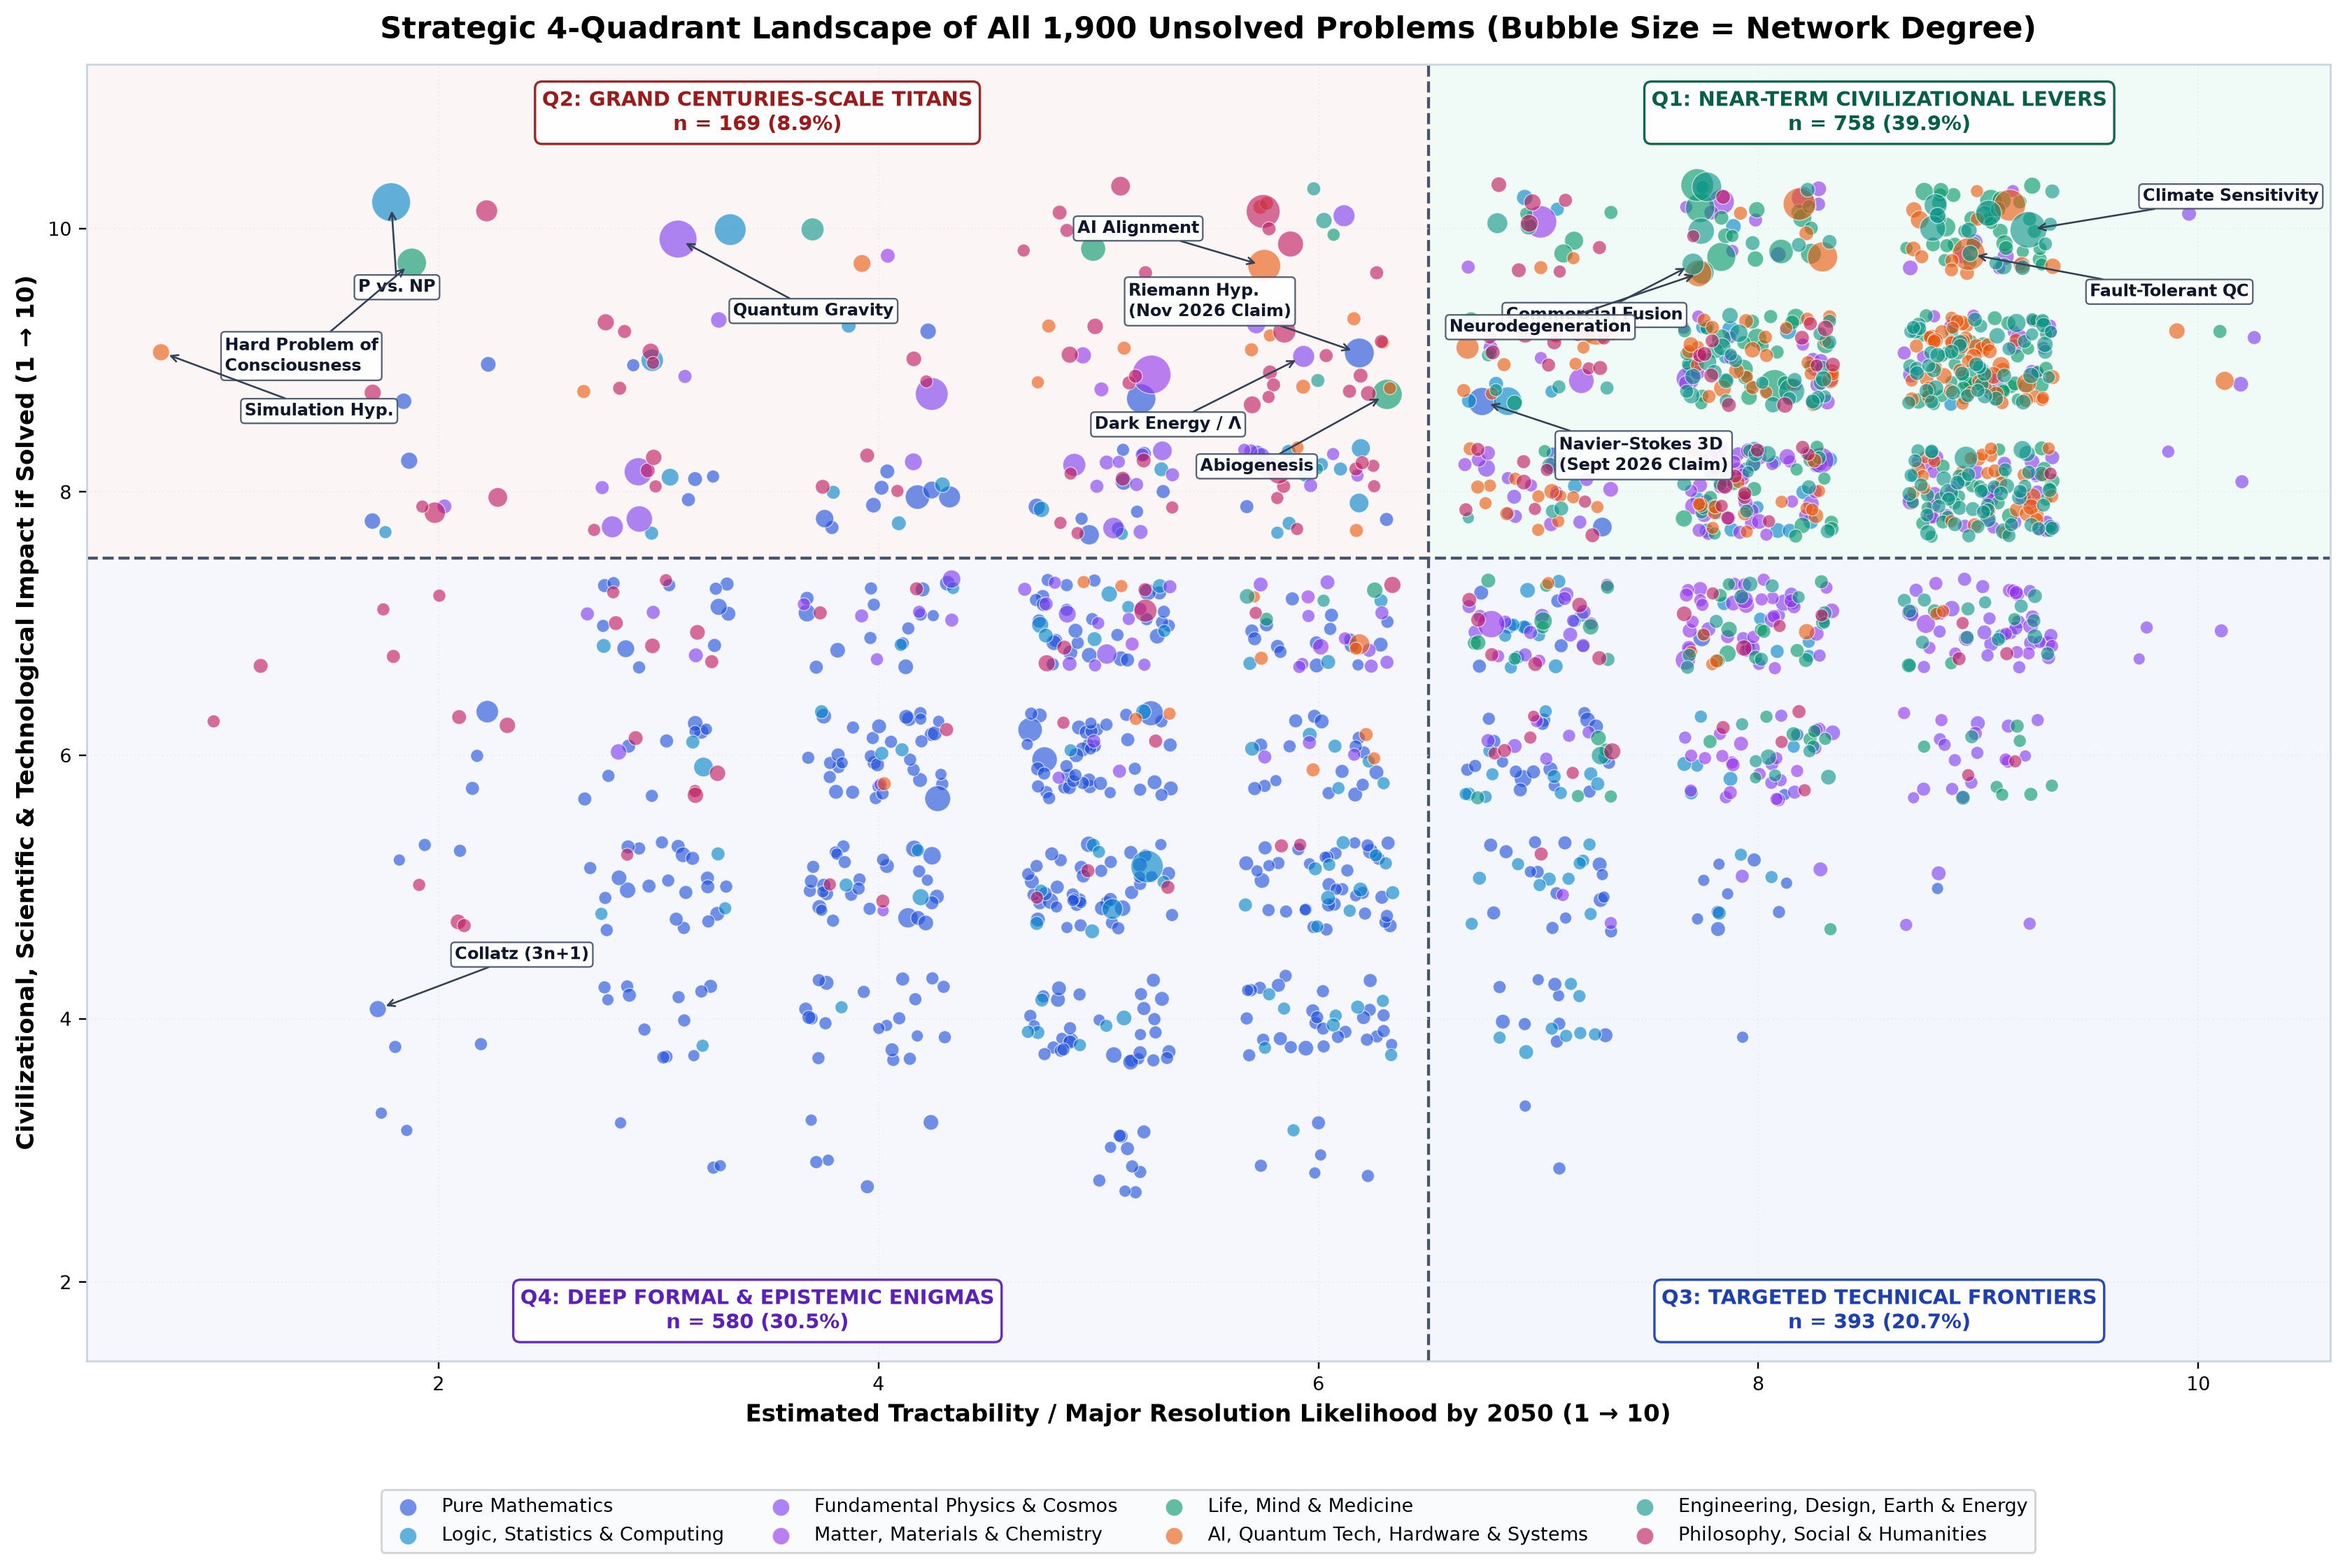 Strategic 4-Quadrant Landscape of All 1,900 Unsolved Problems (Bubble Size = Network Degree)
Q2: GRAND CENTURIES-SCALE TITANS
n = 169 (8.9%)
Q1: NEAR-TERM CIVILIZATIONAL LEVERS
n = 758 (39.9%)
Climate Sensitivity
AI Alignment
P vs. NP
Quantum Gravity
Riemann Hyp.
(Nov 2026 Claim)
Fault-Tolerant QC
Commercial Fusion
Neurodegeneration
Hard Problem of
Consciousness
Simulation Hyp.
Dark Energy / Λ
Abiogenesis
Navier–Stokes 3D
(Sept 2026 Claim)
Collatz (3n+1)
Q4: DEEP FORMAL & EPISTEMIC ENIGMAS
n = 580 (30.5%)
Q3: TARGETED TECHNICAL FRONTIERS
n = 393 (20.7%)
Civilizational, Scientific & Technological Impact if Solved (1 → 10)
10
8
6
4
2
2
4
6
8
10
Estimated Tractability / Major Resolution Likelihood by 2050 (1 → 10)
Pure Mathematics
Logic, Statistics & Computing
Fundamental Physics & Cosmos
Matter, Materials & Chemistry
Life, Mind & Medicine
AI, Quantum Tech, Hardware & Systems
Engineering, Design, Earth & Energy
Philosophy, Social & Humanities